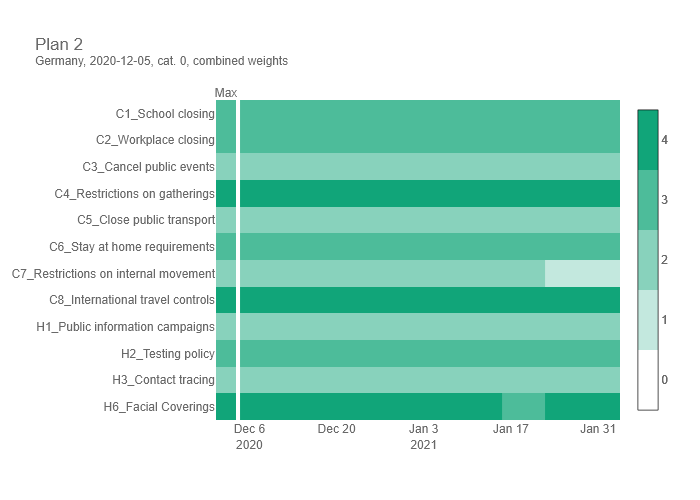 Plan 2
Germany, 2020-12-05, cat. 0, combined weights
Max
C1_School closing
C2_Workplace closing
C3_Cancel public events
C4_Restrictions on gatherings
C5_Close public transport
C6_Stay at home requirements
C7_Restrictions on internal movement
C8_International travel controls
H1_Public information campaigns
H2_Testing policy
H3_Contact tracing
H6_Facial Coverings
Dec 6 Dec 20 Jan 3 Jan 17 Jan 31
2020 2021
4
3
2
1
0